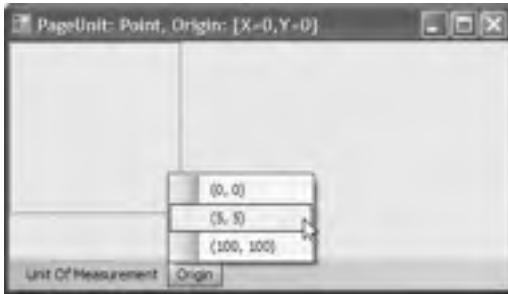 PageUnit: Point, Origin: [X=0,Y=0]
(0, 0)
(5, 5)
(100, 100)
Unit Of Measurement Origin